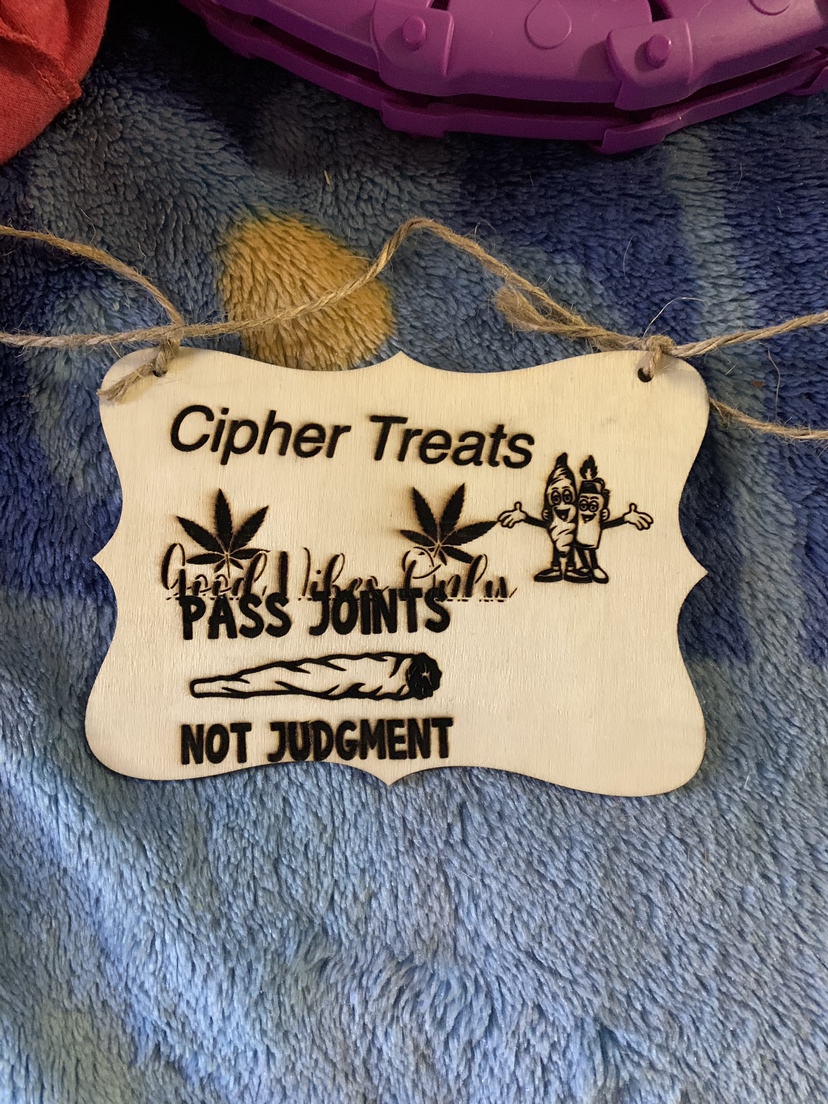 Cipher Treats
Good Vibes Only
PASS JOINTS
NOT JUDGMENT